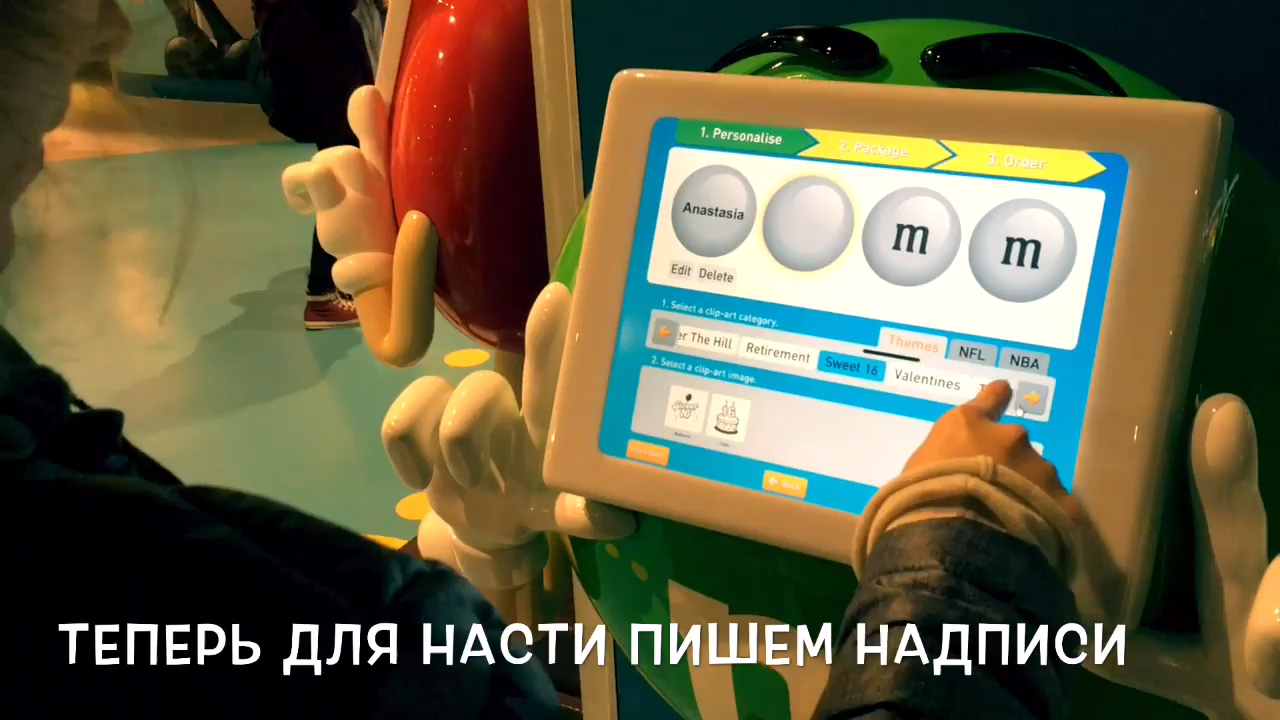 1. Personalise
2. Package
3. Order
Anastasia
m
m
Edit Delete
1. Select a clip-art category.
Themes
NFL
NBA
er The Hill
Retirement
Sweet 16
Valentines
2. Select a clip-art image.
16
Back
ТЕПЕРЬ ДЛЯ НАСТИ ПИШЕМ НАДПИСИ